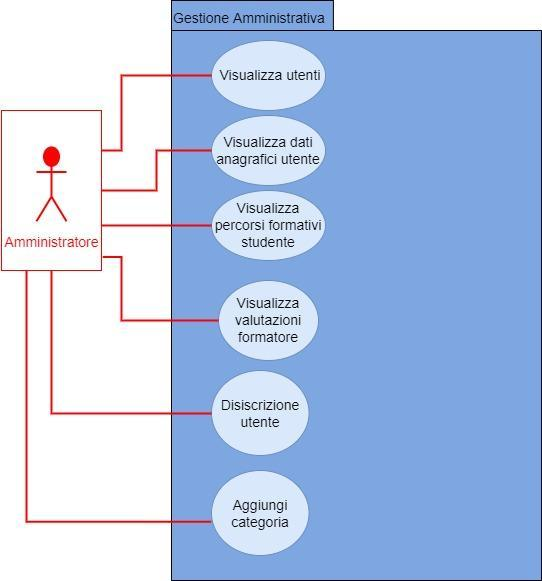 Gestione Amministrativa
Visualizza utenti
Visualizza dati
anagrafici utente
Visualizza
percorsi formativi
studente
Amministratore
Visualizza
valutazioni
formatore
Disiscrizione
utente
Aggiungi
categoria